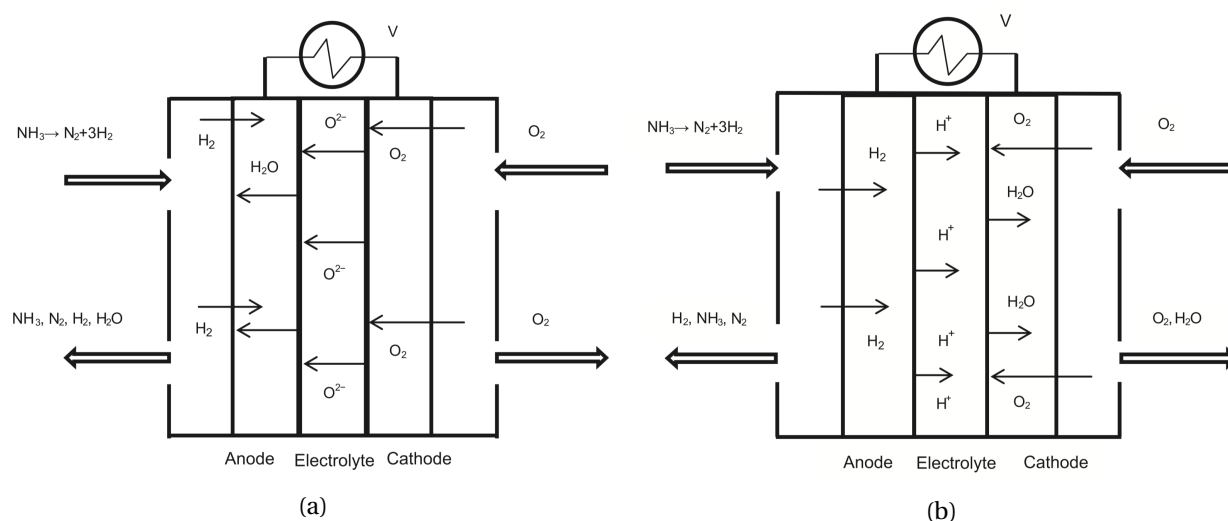 V
NH₃→ N₂+3H₂
H₂
O²⁻
O₂
O₂
H₂O
O²⁻
NH₃, N₂, H₂, H₂O
H₂
O₂
O₂
O²⁻
Anode Electrolyte Cathode
(a)
V
NH₃→ N₂+3H₂
H⁺
O₂
O₂
H₂
H₂O
H⁺
H₂O
H₂, NH₃, N₂
H₂
H⁺
O₂, H₂O
H⁺
O₂
Anode Electrolyte Cathode
(b)